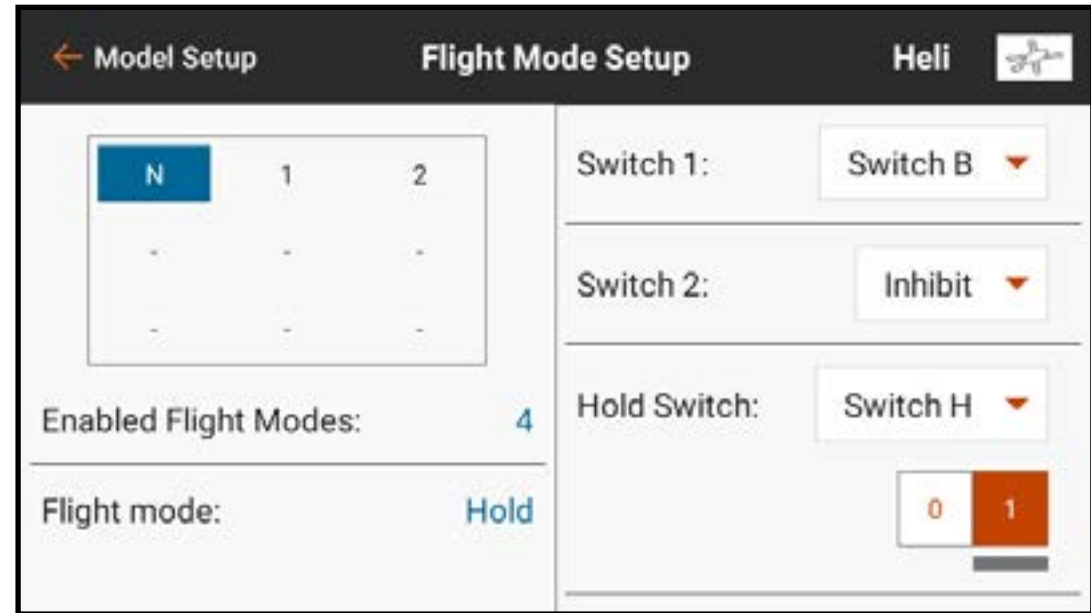 Model Setup
Flight Mode Setup
Heli
N 1 2
- - -
- - -
Enabled Flight Modes: 4
Flight mode: Hold
Switch 1: Switch B
Switch 2: Inhibit
Hold Switch: Switch H
0 1